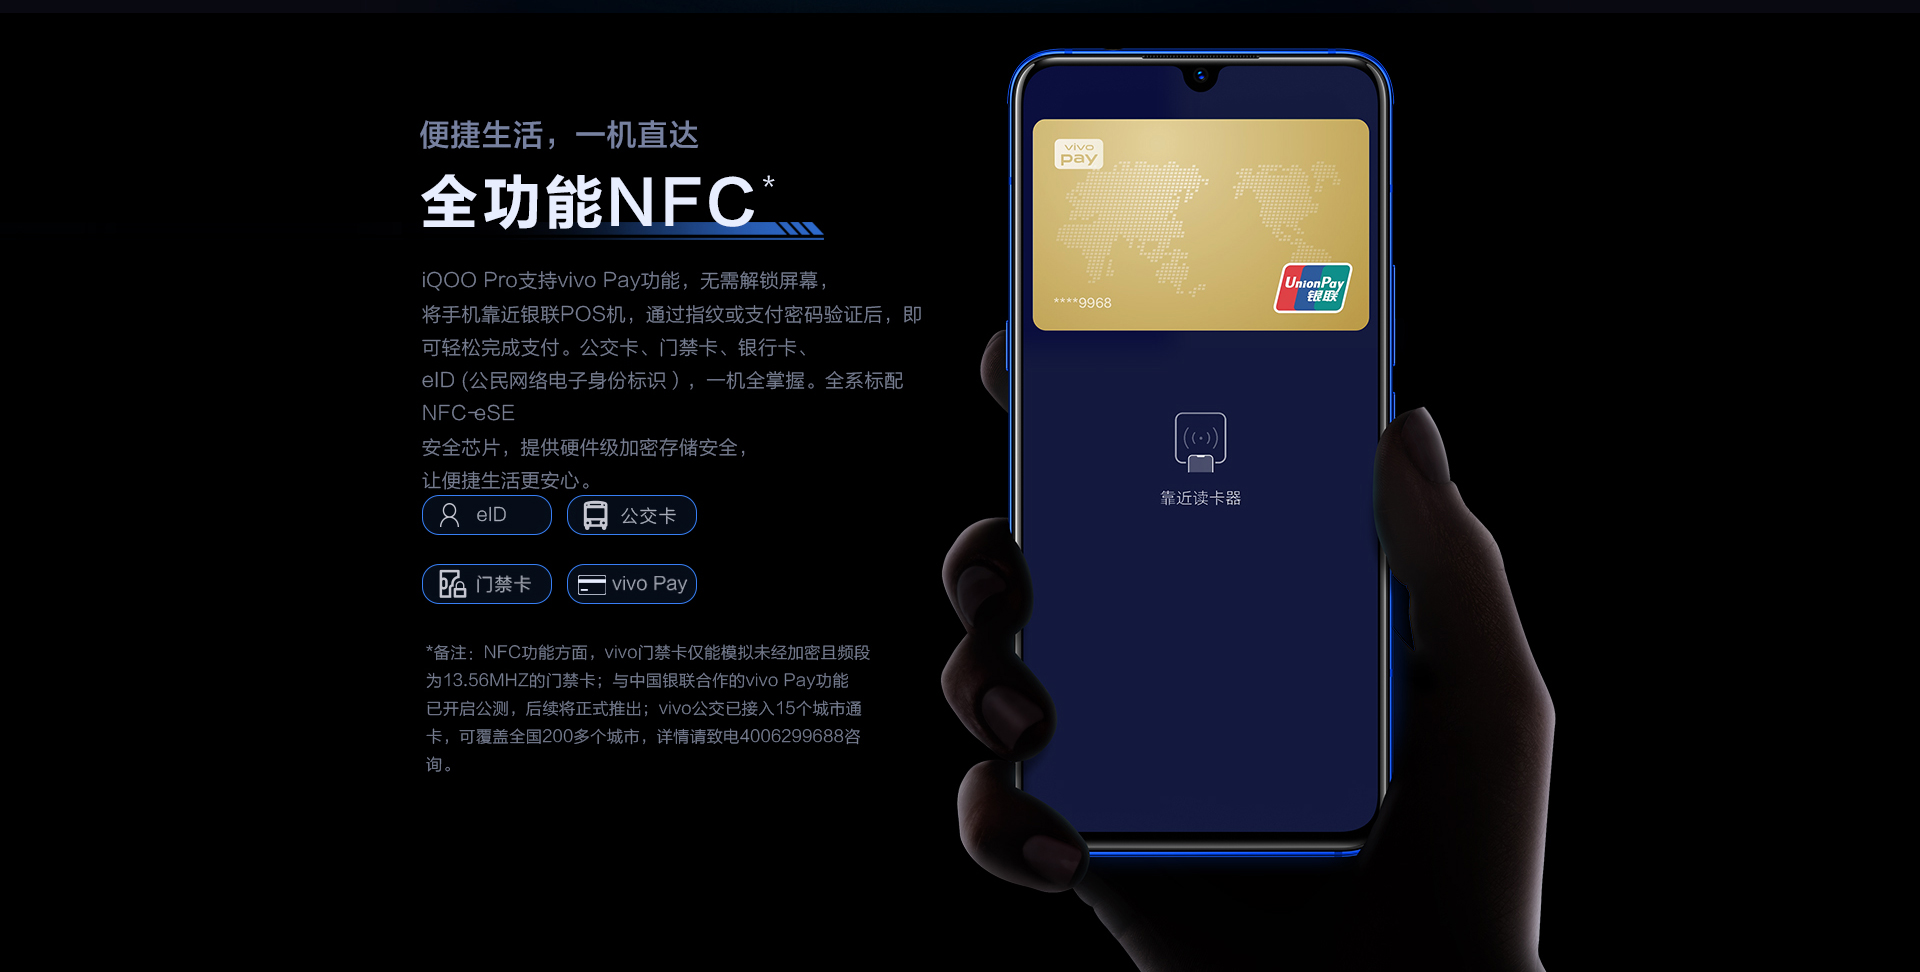 便捷生活，一机直达
全功能NFC*
iQOO Pro支持vivo Pay功能，无需解锁屏幕，
将手机靠近银联POS机，通过指纹或支付密码验证后，即
可轻松完成支付。公交卡、门禁卡、银行卡、
eID (公民网络电子身份标识 ) ，一机全掌握。全系标配
NFC-eSE
安全芯片，提供硬件级加密存储安全，
让便捷生活更安心。
eID
公交卡
门禁卡
vivo Pay
*备注：NFC功能方面，vivo门禁卡仅能模拟未经加密且频段
为13.56MHZ的门禁卡；与中国银联合作的vivo Pay功能
已开启公测，后续将正式推出；vivo公交已接入15个城市通
卡，可覆盖全国200多个城市，详情请致电4006299688咨
询。
vivo
pay
****9968
UnionPay
银联
靠近读卡器